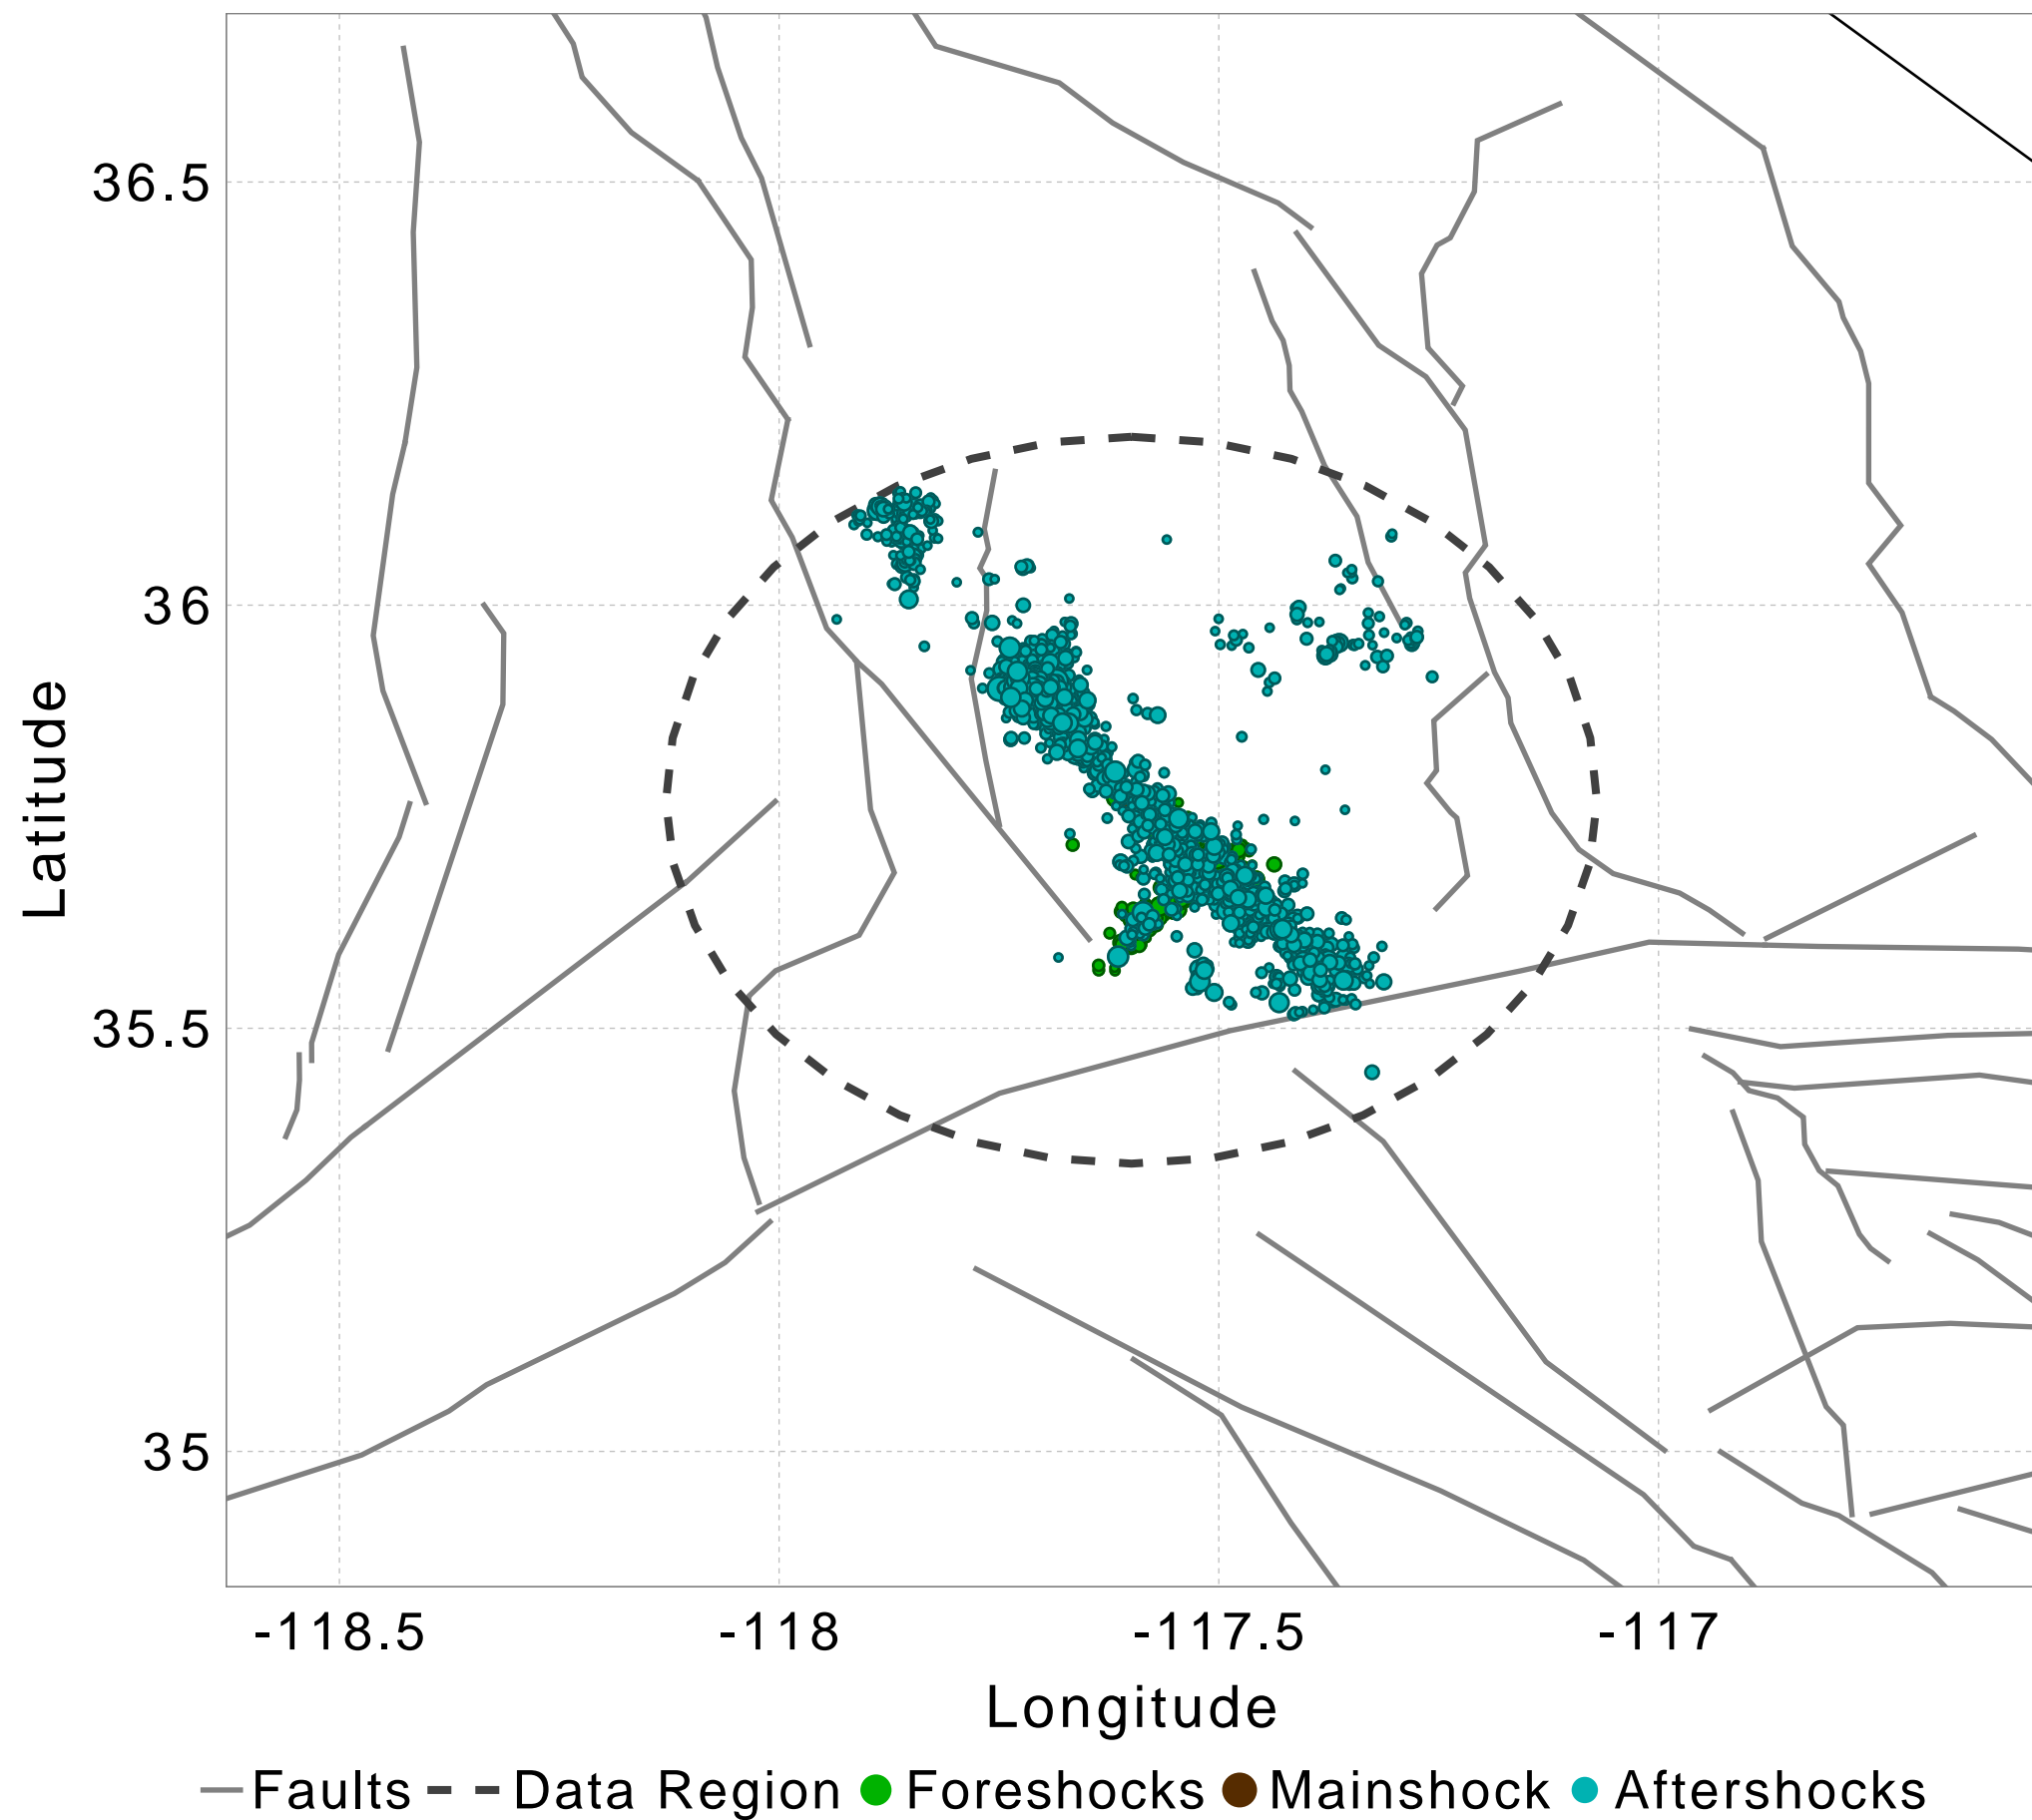 36.5
36
35.5
35
Latitude
-118.5 -118 -117.5 -117
Longitude
Faults Data Region Foreshocks Mainshock Aftershocks